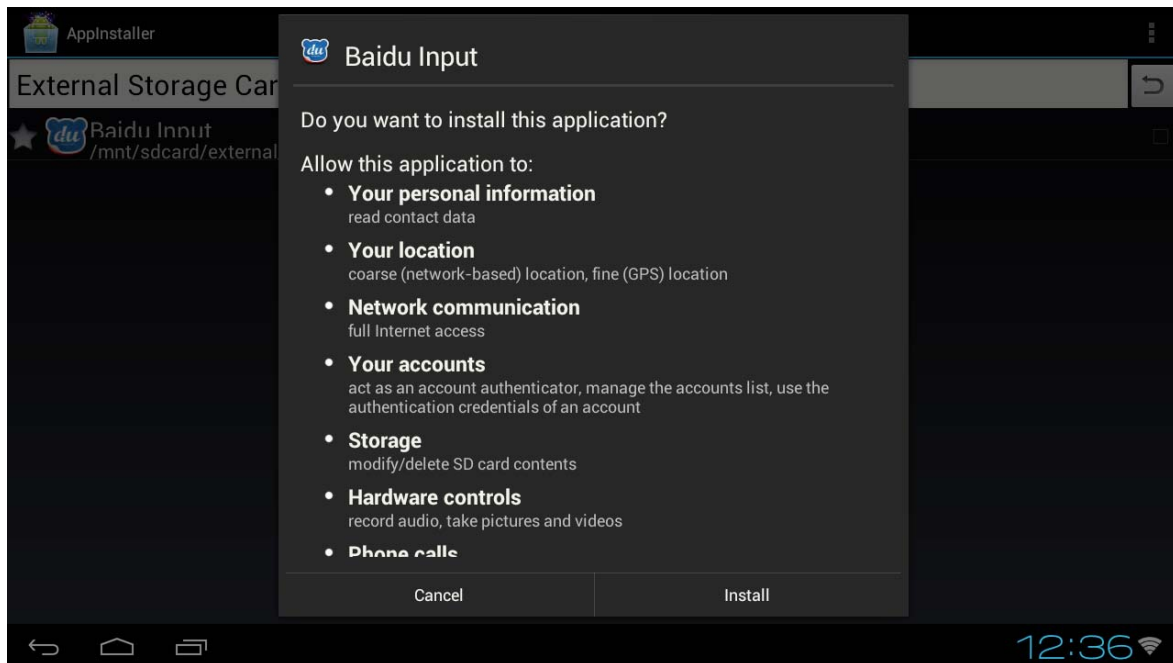 AppInstaller
External Storage Car
du Baidu Input
/mnt/sdcard/external
du Baidu Input
Do you want to install this application?
Allow this application to:
• Your personal information
read contact data
• Your location
coarse (network-based) location, fine (GPS) location
• Network communication
full Internet access
• Your accounts
act as an account authenticator, manage the accounts list, use the
authentication credentials of an account
• Storage
modify/delete SD card contents
• Hardware controls
record audio, take pictures and videos
• Phone calls
Cancel
Install
12:36